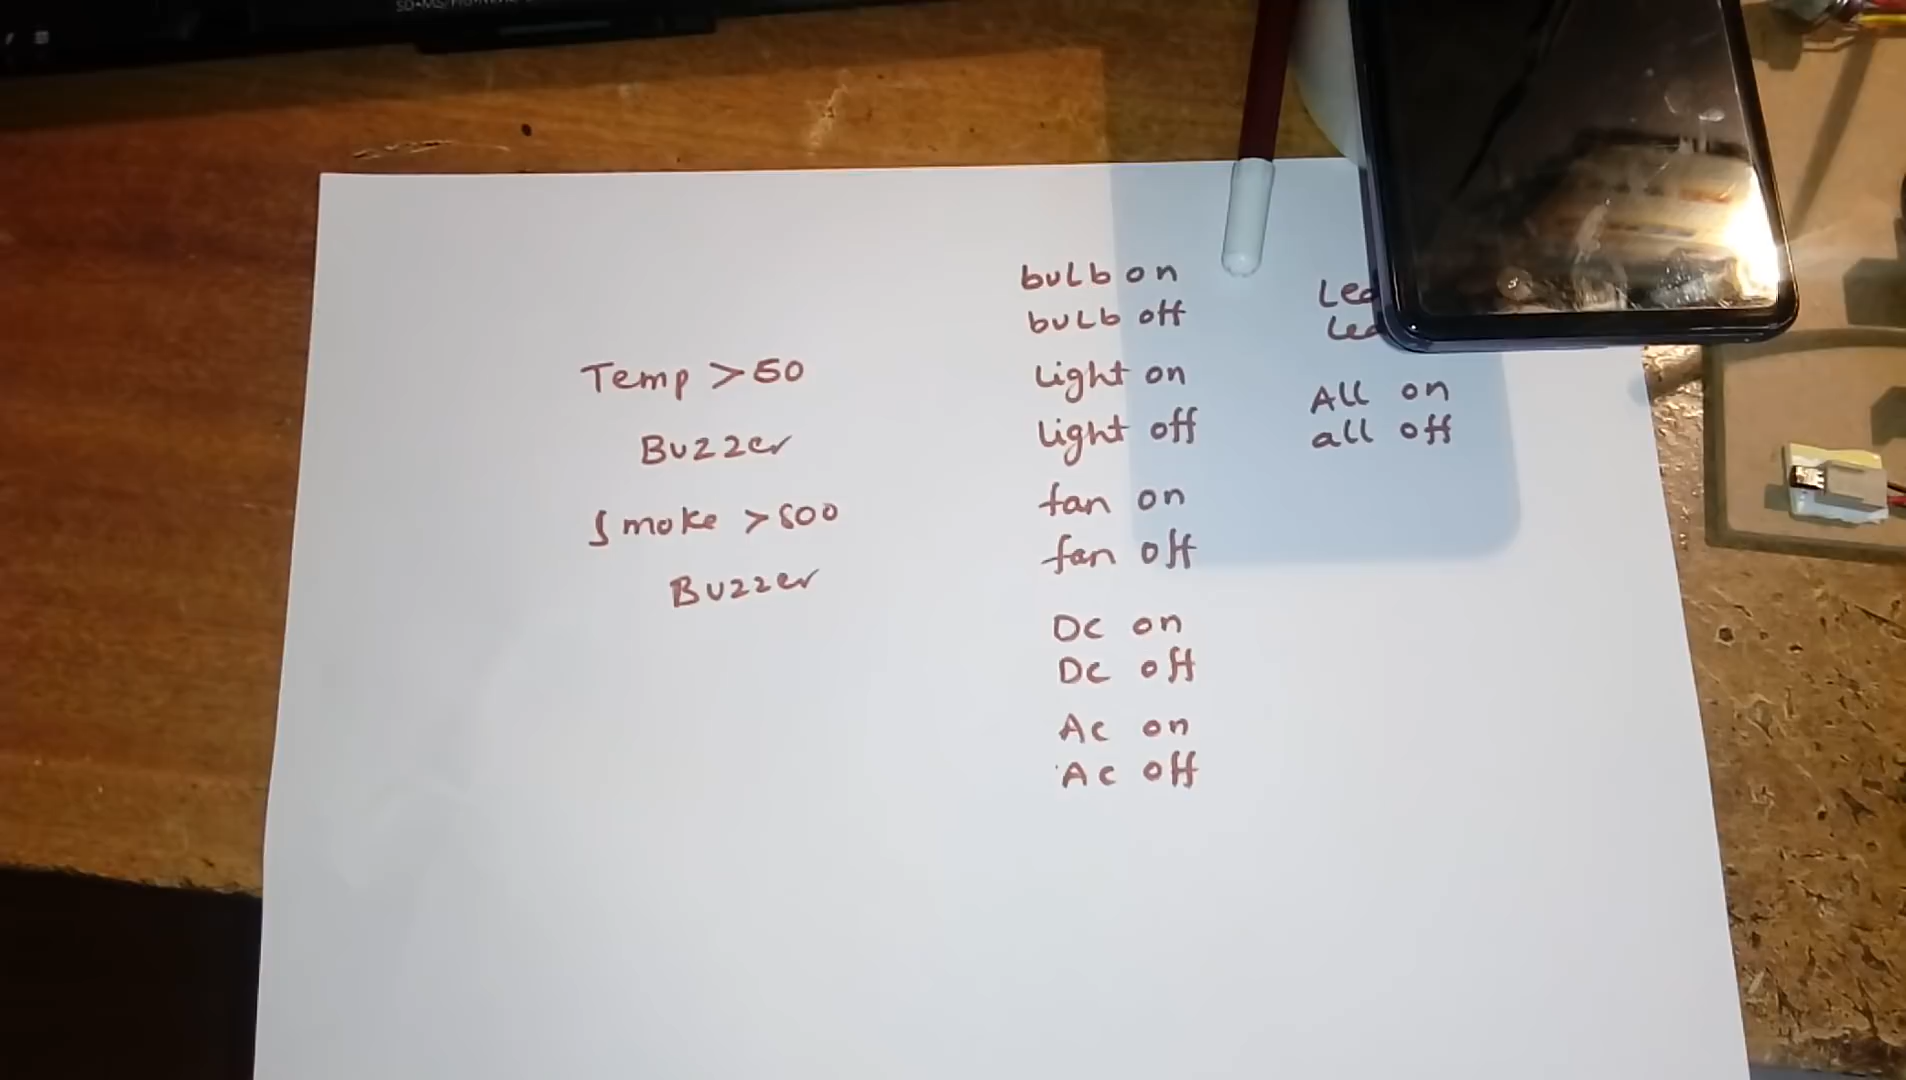 Temp >50
Buzzer
Smoke >500
Buzzer
bulb on
bulb off
light on
light off
fan on
fan off
DC on
DC off
Ac on
Ac off
All on
all off